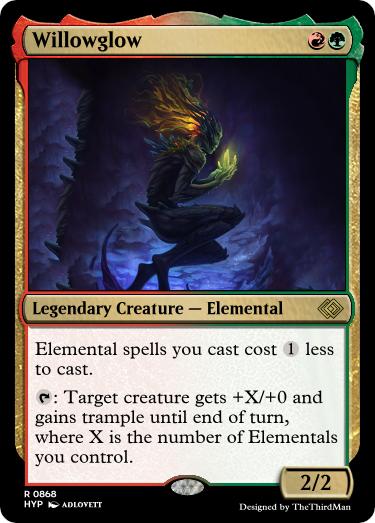 Willowglow
Legendary Creature — Elemental
Elemental spells you cast cost 1 less
to cast.
: Target creature gets +X/+0 and
gains trample until end of turn,
where X is the number of Elementals
you control.
2/2
R 0868
HYP ADLOVETT
Designed by TheThirdMan